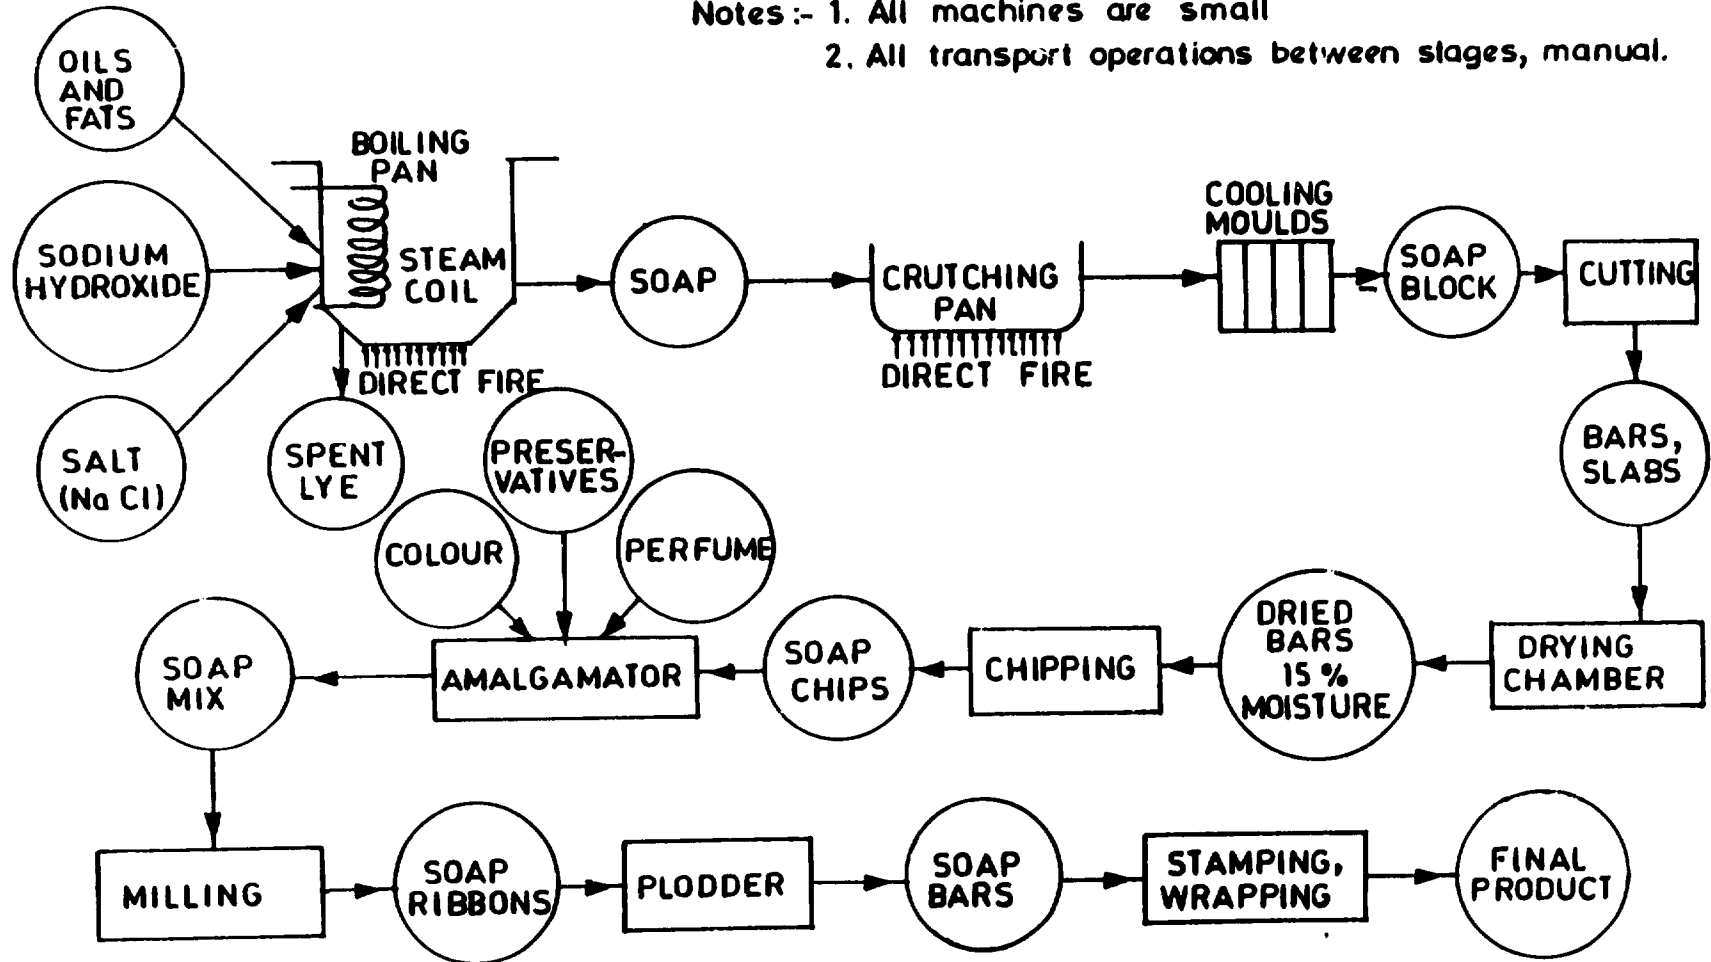 Notes :- 1. All machines are small
2. All transport operations between stages, manual.
OILS
AND
FATS
BOILING
PAN
SODIUM
HYDROXIDE
STEAM
COIL
SOAP
CRUTCHING
PAN
COOLING
MOULDS
SOAP
BLOCK
CUTTING
DIRECT FIRE
DIRECT FIRE
SALT
(Na Cl)
SPENT
LYE
PRESER-
VATIVES
COLOUR
PERFUME
BARS,
SLABS
DRYING
CHAMBER
DRIED
BARS
15 %
MOISTURE
CHIPPING
SOAP
CHIPS
AMALGAMATOR
SOAP
MIX
MILLING
SOAP
RIBBONS
PLODDER
SOAP
BARS
STAMPING,
WRAPPING
FINAL
PRODUCT